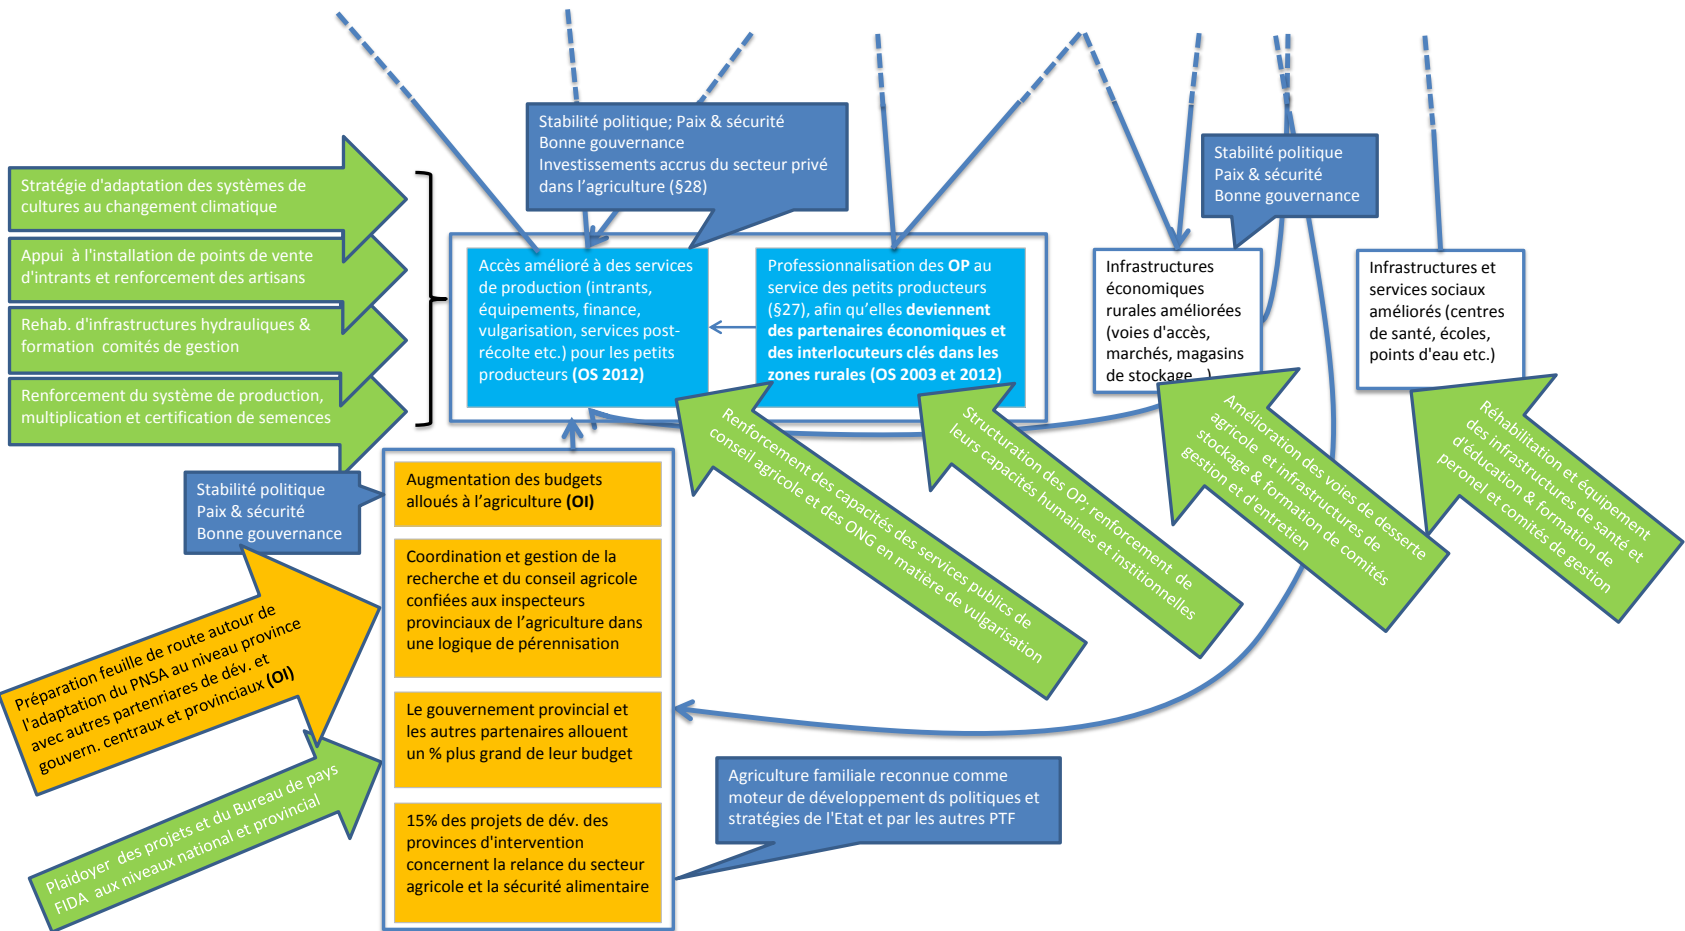 Stabilité politique; Paix & sécurité
Bonne gouvernance
Investissements accrus du secteur privé
dans l’agriculture (§28)
Stabilité politique
Paix & sécurité
Bonne gouvernance
Stratégie d'adaptation des systèmes de
cultures au changement climatique
Appui à l'installation de points de vente
d'intrants et renforcement des artisans
Rehab. d'infrastructures hydrauliques &
formation comités de gestion
Renforcement du système de production,
multiplication et certification de semences
Accès amélioré à des services
de production (intrants,
équipements, finance,
vulgarisation, services post-
récolte etc.) pour les petits
producteurs (OS 2012)
Professionnalisation des OP au
service des petits producteurs
(§27), afin qu’elles deviennent
des partenaires économiques et
des interlocuteurs clés dans les
zones rurales (OS 2003 et 2012)
Infrastructures
économiques
rurales améliorées
(voies d'accès,
marchés, magasins
de stockage…)
Infrastructures et
services sociaux
améliorés (centres
de santé, écoles,
points d'eau etc.)
Renforcement des capacités des services publics de
conseil agricole et des ONG en matière de vulgarisation
Structuration des OP; renforcement de
leurs capacités humaines et institutionnelles
Amélioration des voies de desserte
agricole et infrastructures de
stockage & formation de comités
gestion et d'entretien
Réhabilitation et équipement
des infrastructures de santé et
d'éducation & formation de
peronel et comités de gestion
Stabilité politique
Paix & sécurité
Bonne gouvernance
Augmentation des budgets
alloués à l’agriculture (OI)
Coordination et gestion de la
recherche et du conseil agricole
confiées aux inspecteurs
provinciaux de l’agriculture dans
une logique de pérennisation
Le gouvernement provincial et
les autres partenaires allouent
un % plus grand de leur budget
15% des projets de dév. des
provinces d'intervention
concernent la relance du secteur
agricole et la sécurité alimentaire
Préparation feuille de route autour de
l'adaptation du PNSA au niveau province
avec autres partenriares de dév. et
gouvern. centraux et provinciaux (OI)
Plaidoyer des projets et du Bureau de pays
FIDA aux niveaux national et provincial
Agriculture familiale reconnue comme
moteur de développement ds politiques et
stratégies de l'Etat et par les autres PTF